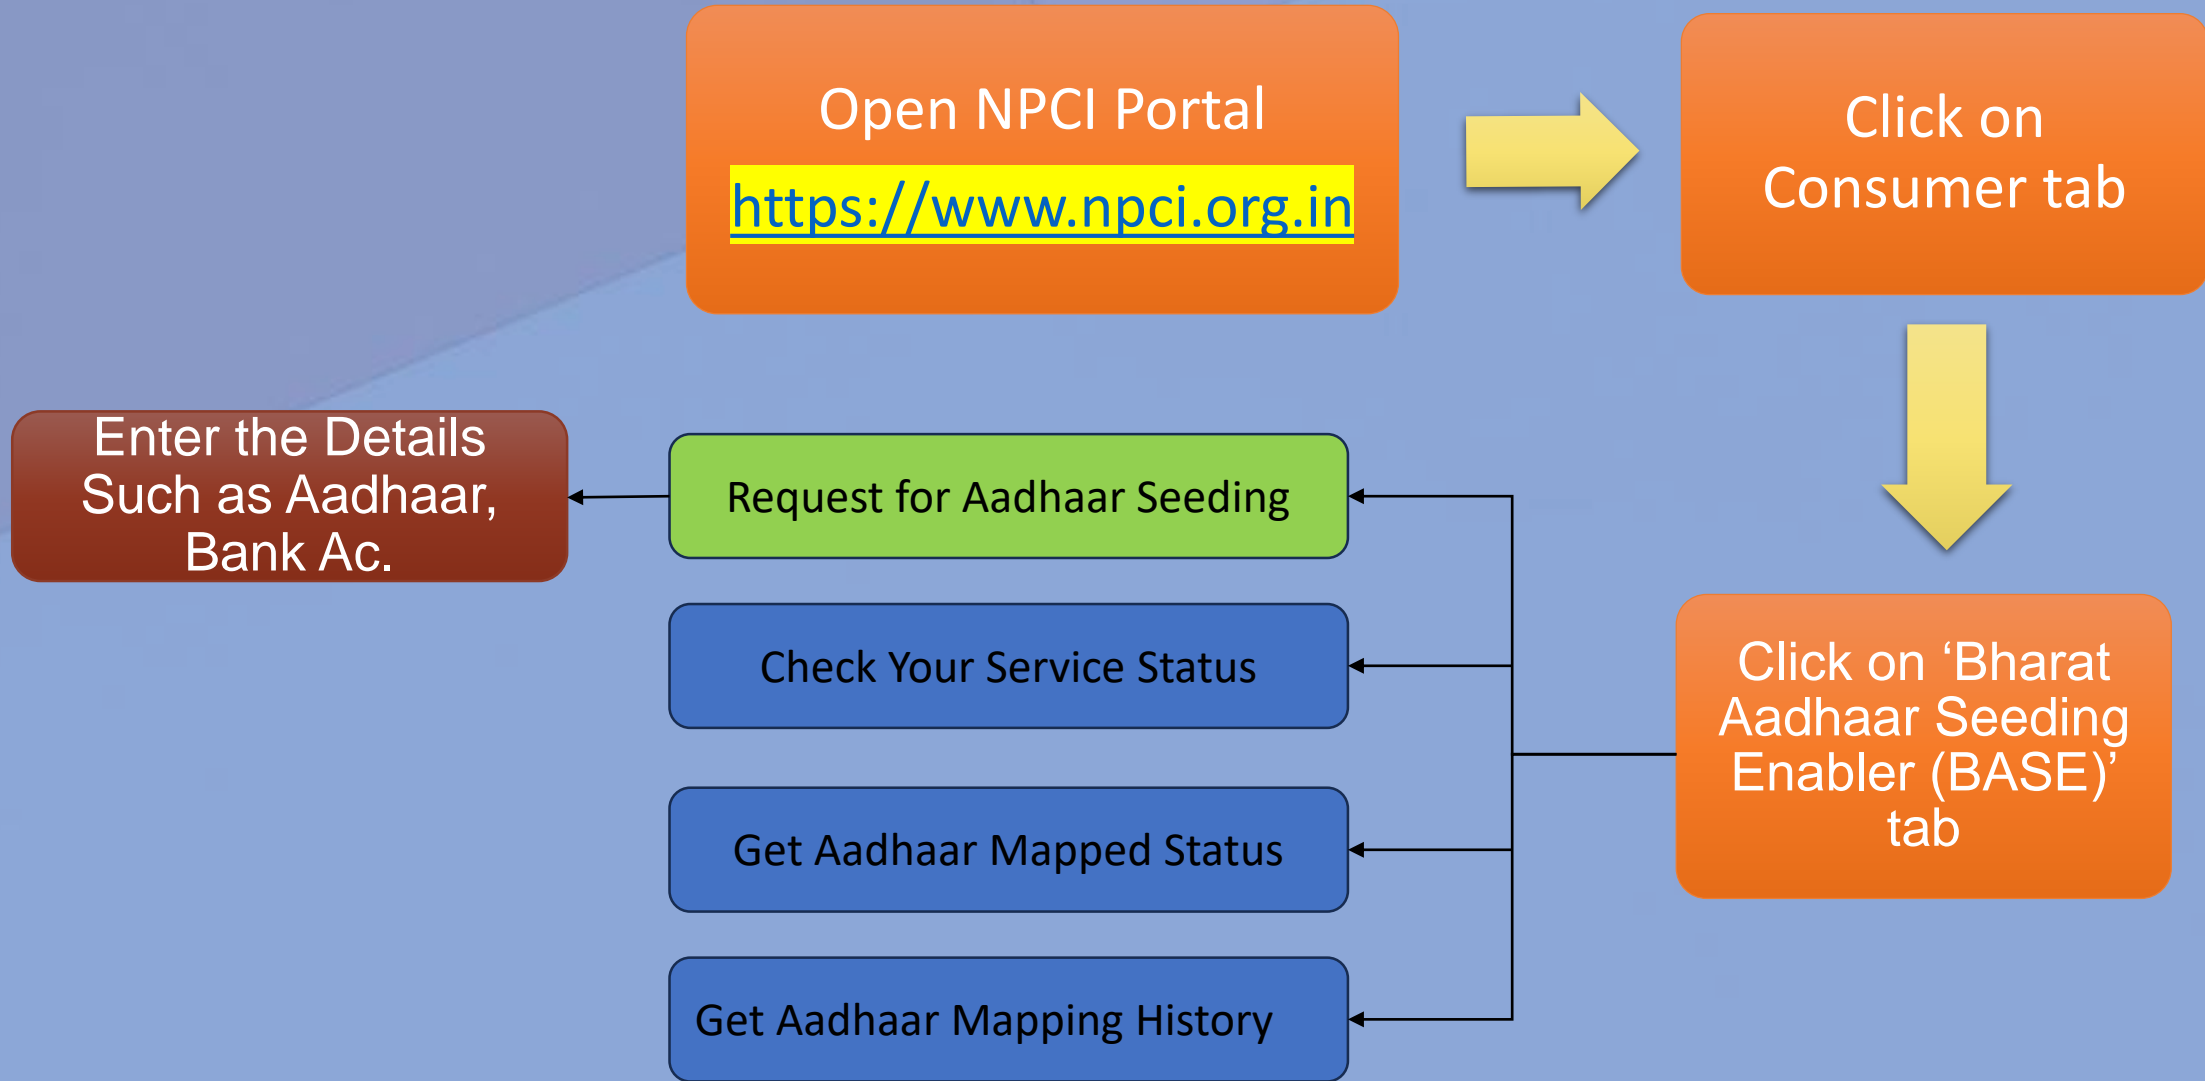 Open NPCI Portal
https://www.npci.org.in
Click on
Consumer tab
Click on ‘Bharat
Aadhaar Seeding
Enabler (BASE)’
tab
Request for Aadhaar Seeding
Enter the Details
Such as Aadhaar,
Bank Ac.
Check Your Service Status
Get Aadhaar Mapped Status
Get Aadhaar Mapping History